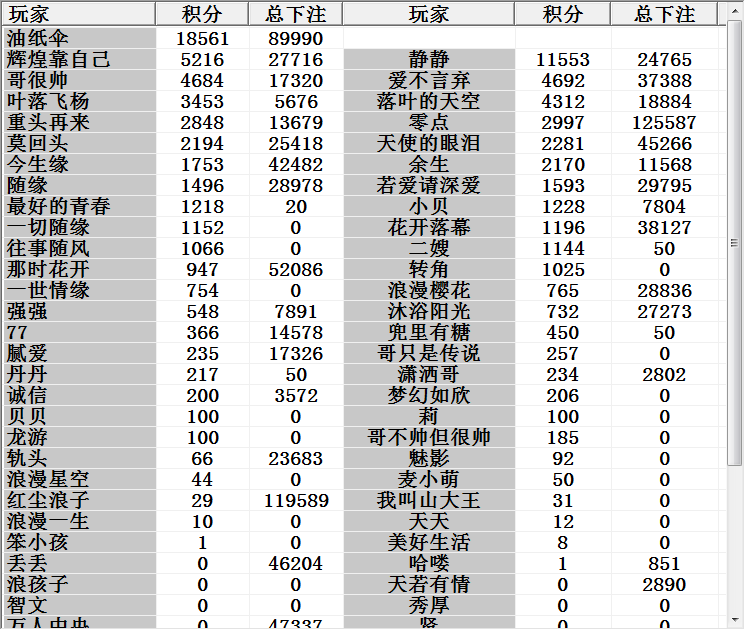 玩家 积分 总下注 玩家 积分 总下注
油纸伞 18561 89990
辉煌靠自己 5216 27716 静静 11553 24765
哥很帅 4684 17320 爱不言弃 4692 37388
叶落飞杨 3453 5676 落叶的天空 4312 18884
重头再来 2848 13679 零点 2997 125587
莫回头 2194 25418 天使的眼泪 2281 45266
今生缘 1753 42482 余生 2170 11568
随缘 1496 28978 若爱请深爱 1593 29795
最好的青春 1218 20 小贝 1228 7804
一切随缘 1152 0 花开落幕 1196 38127
往事随风 1066 0 二嫂 1144 50
那时花开 947 52086 转角 1025 0
一世情缘 754 0 浪漫樱花 765 28836
强强 548 7891 沐浴阳光 732 27273
77 366 14578 兜里有糖 450 50
腻爱 235 17326 哥只是传说 257 0
丹丹 217 50 潇洒哥 234 2802
诚信 200 3572 梦幻如欣 206 0
贝贝 100 0 莉 100 0
龙游 100 0 哥不帅但很帅 185 0
轨头 66 23683 魅影 92 0
浪漫星空 44 0 麦小萌 50 0
红尘浪子 29 119589 我叫山大王 31 0
浪漫一生 10 0 天天 12 0
笨小孩 1 0 美好生活 8 0
丢丢 0 46204 哈喽 1 851
浪孩子 0 0 天若有情 0 2890
智文 0 0 秀厚 0 0
万人中央 0 47337 贤 0 0